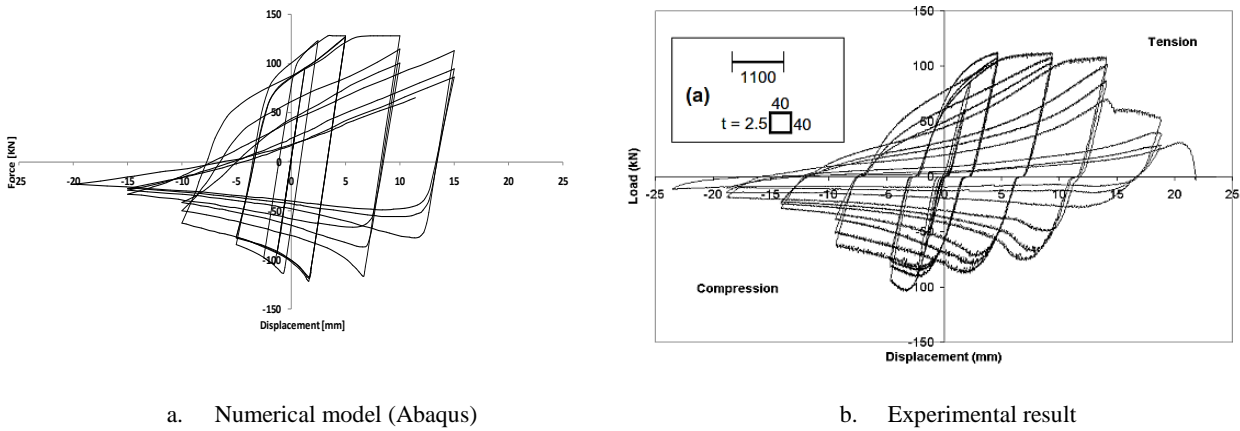 150
100
50
0
-50
-100
-150
-25 -20 -15 -10 -5 0 5 10 15 20 25
Force [KN]
Displacement [mm]
150
100
50
0
-50
-100
-150
-25 -20 -15 -10 -5 0 5 10 15 20 25
Load (kN)
Displacement (mm)
Tension
Compression
(a)
1100
40
t = 2.5 40
a. Numerical model (Abaqus)
b. Experimental result